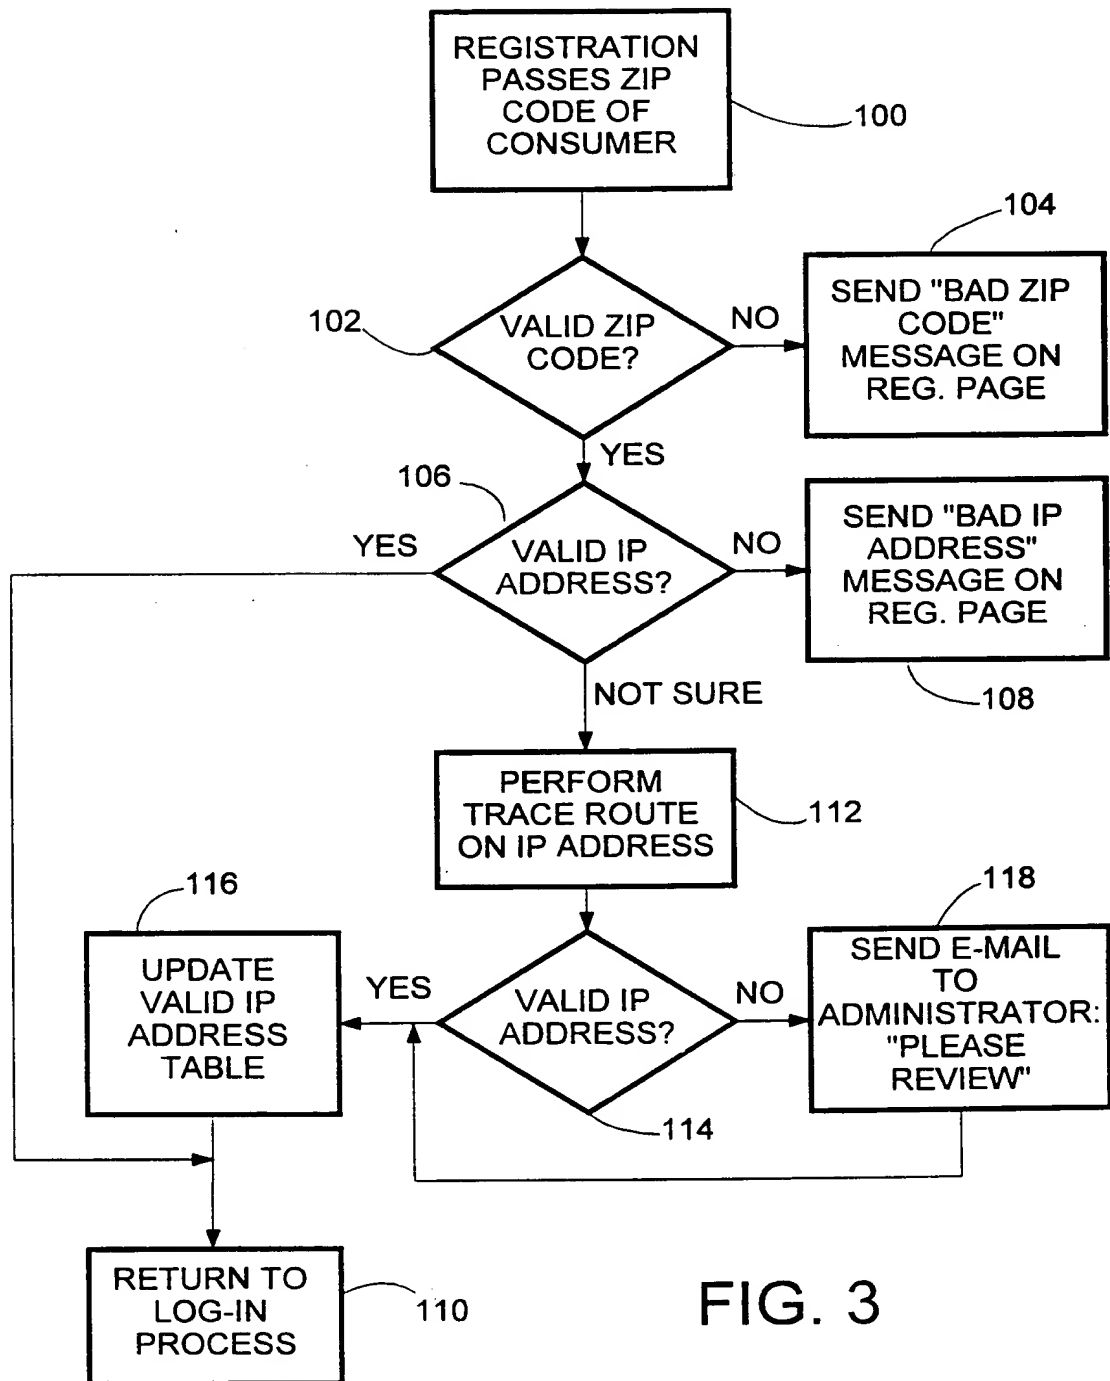 REGISTRATION
PASSES ZIP
CODE OF
CONSUMER
100
104
102
VALID ZIP
CODE?
NO
SEND "BAD ZIP
CODE"
MESSAGE ON
REG. PAGE
YES
106
YES
VALID IP
ADDRESS?
NO
SEND "BAD IP
ADDRESS"
MESSAGE ON
REG. PAGE
NOT SURE
108
PERFORM
TRACE ROUTE
ON IP ADDRESS
112
116
118
UPDATE
VALID IP
ADDRESS
TABLE
YES
VALID IP
ADDRESS?
NO
SEND E-MAIL
TO
ADMINISTRATOR:
"PLEASE
REVIEW"
114
RETURN TO
LOG-IN
PROCESS
110
FIG. 3